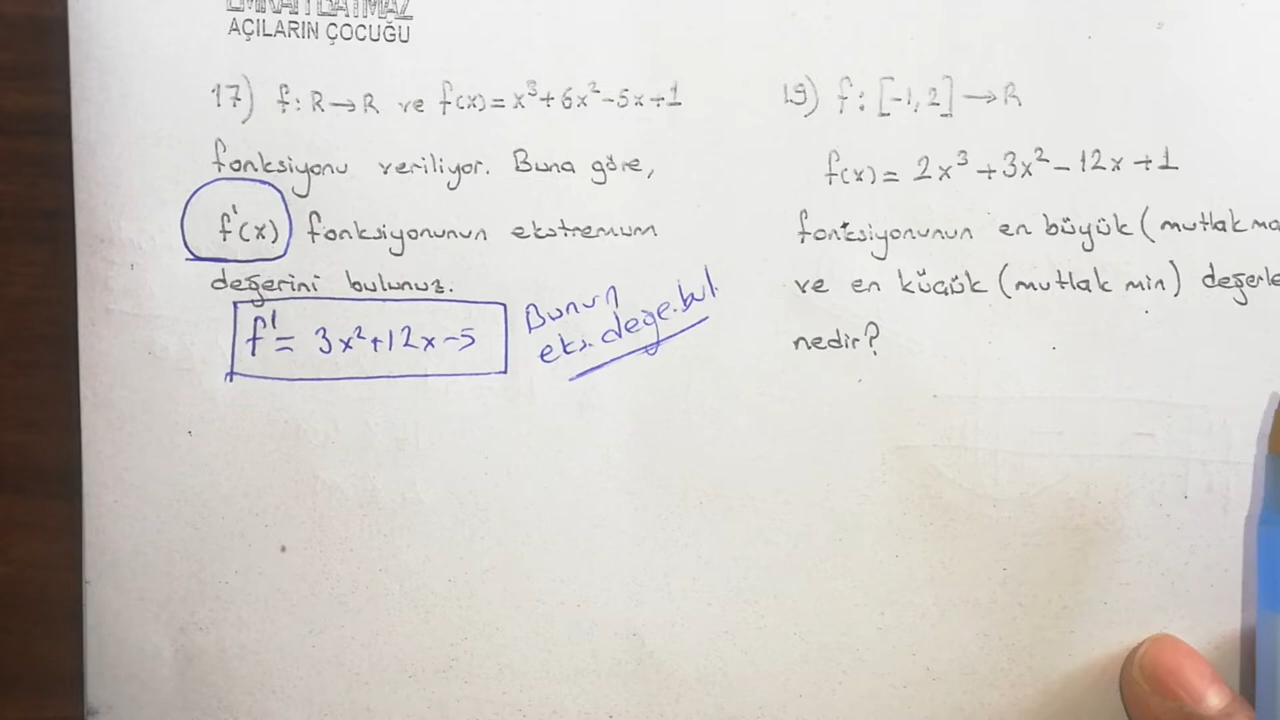 AÇILARIN ÇOCUĞU
17) f: R→R ve f(x)=x³+6x²-5x+1
fonksiyonu veriliyor. Buna göre,
f'(x) fonksiyonunun ekstremum
değerini bulunuz.
f'= 3x²+12x-5
Bunun
eks. değe. bul.
19) f: [-1,2]→R
f(x)= 2x³+3x²-12x+1
fonksiyonunun en büyük (mutlak ma
ve en küçük (mutlak min) değerle
nedir?